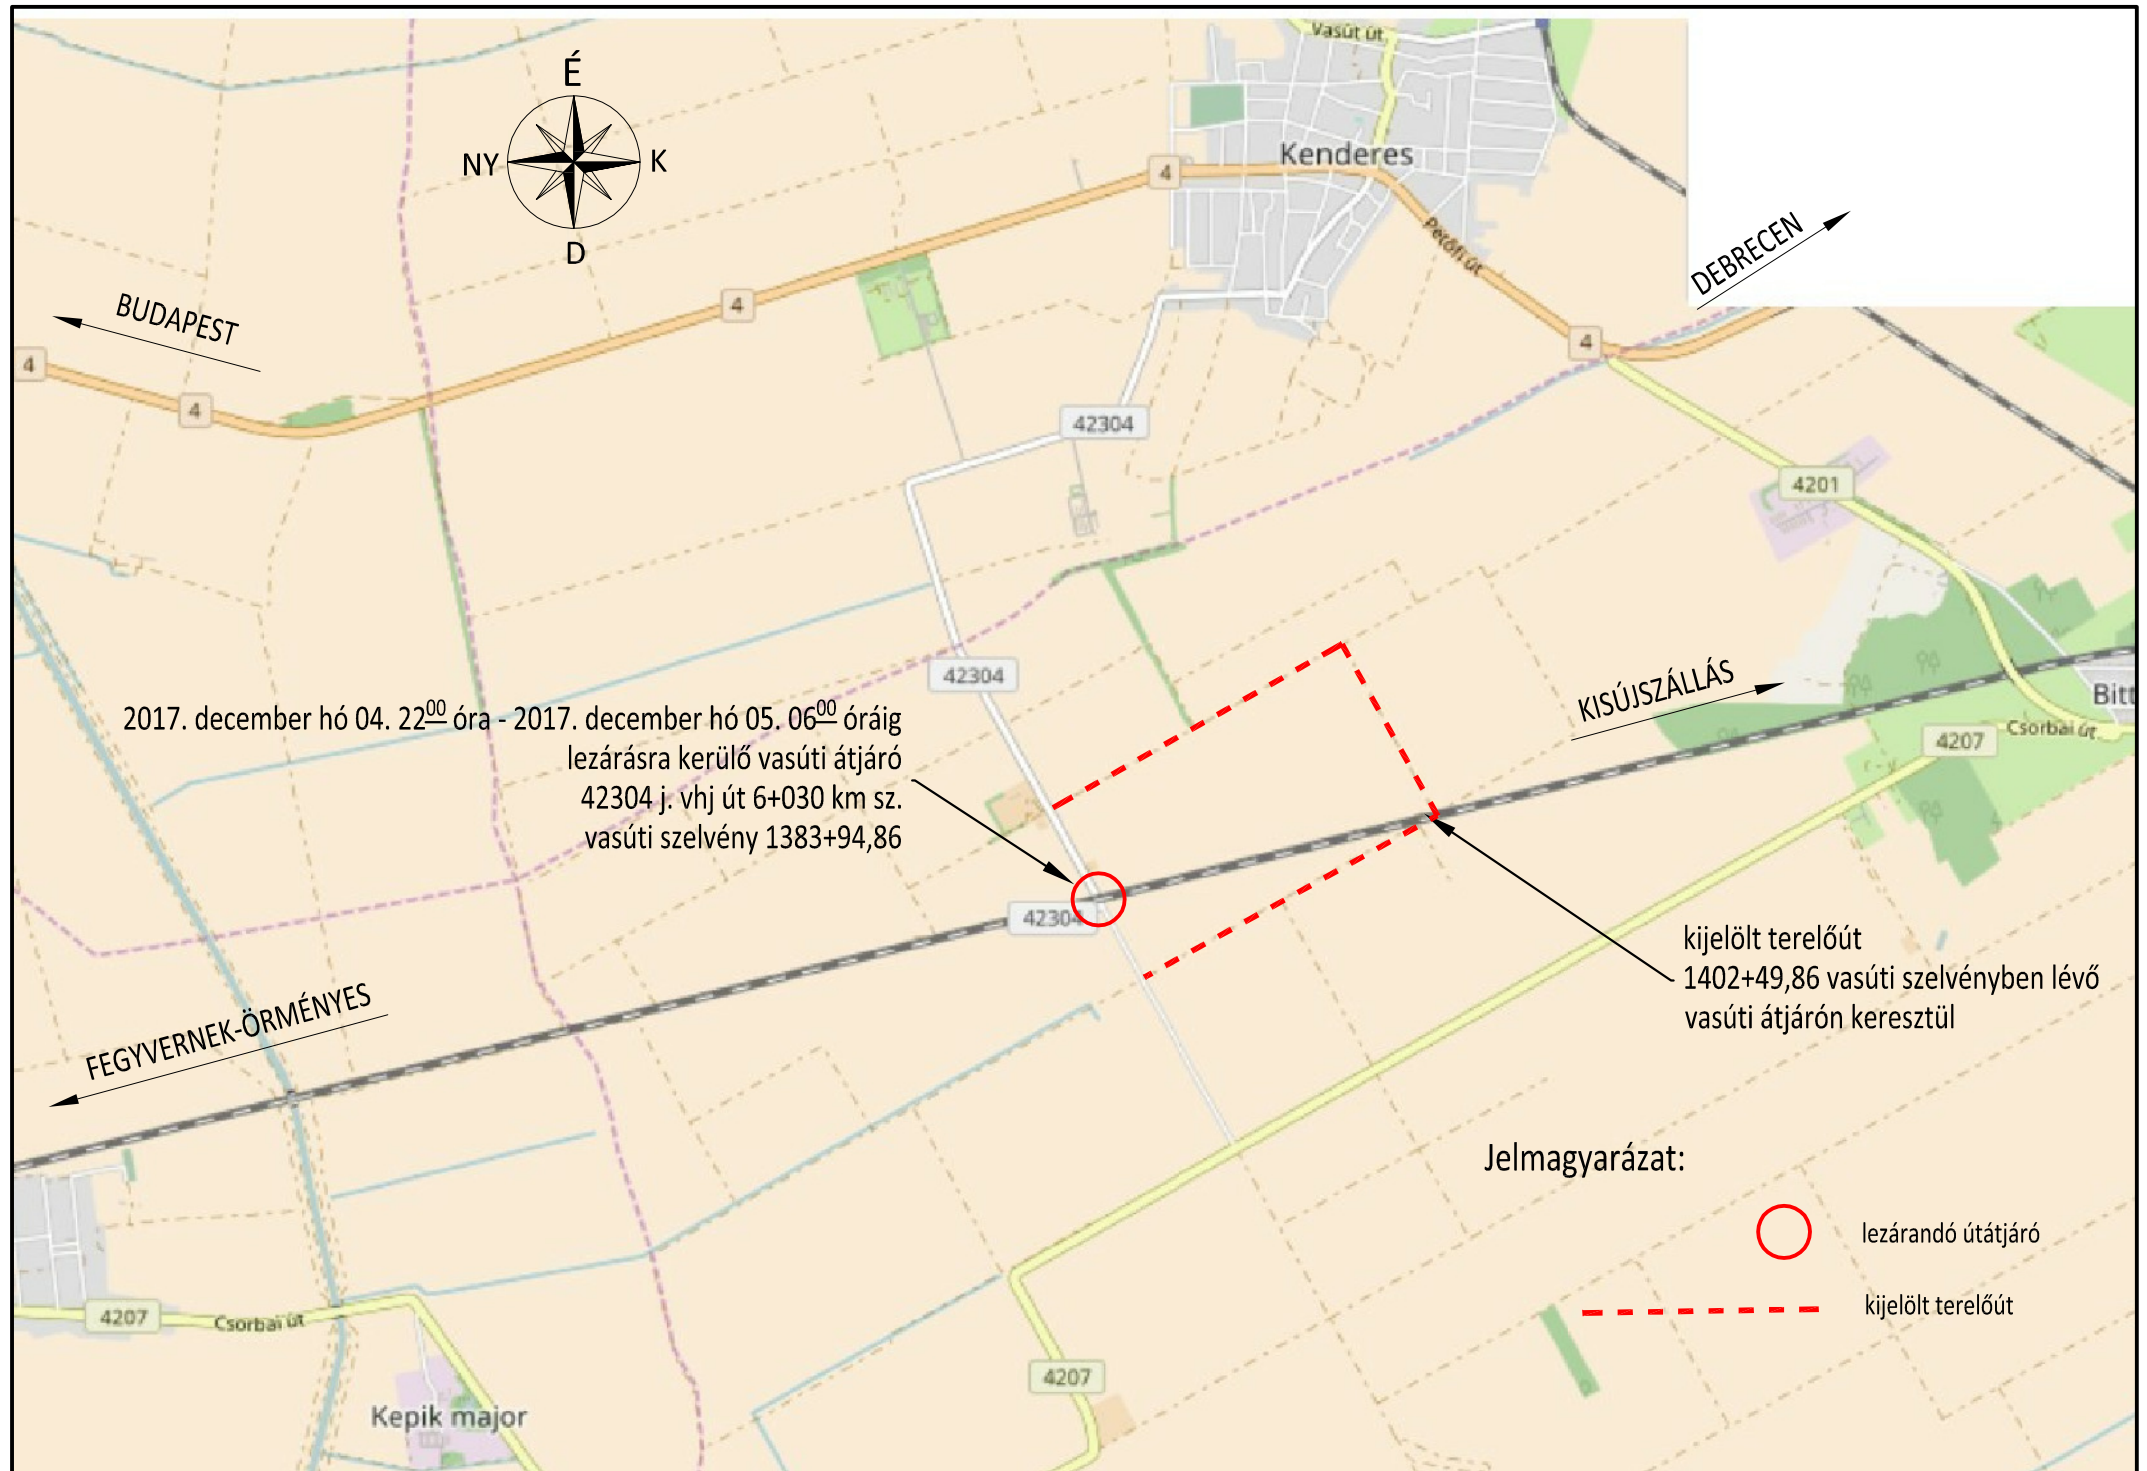 Vasút út
É
NY
K
D
Kenderes
4
Petőfi út
DEBRECEN
BUDAPEST
4
4
4
4
42304
4201
42304
KISÚJSZÁLLÁS
Bitt
Csorbai út
4207
2017. december hó 04. 2200 óra - 2017. december hó 05. 0600 óráig
lezárásra kerülő vasúti átjáró
42304 j. vhj út 6+030 km sz.
vasúti szelvény 1383+94,86
42304
kijelölt terelőút
1402+49,86 vasúti szelvényben lévő
vasúti átjárón keresztül
FEGYVERNEK-ÖRMÉNYES
Jelmagyarázat:
lezárandó útátjáró
kijelölt terelőút
4207
Csorbai út
4207
Kepik major